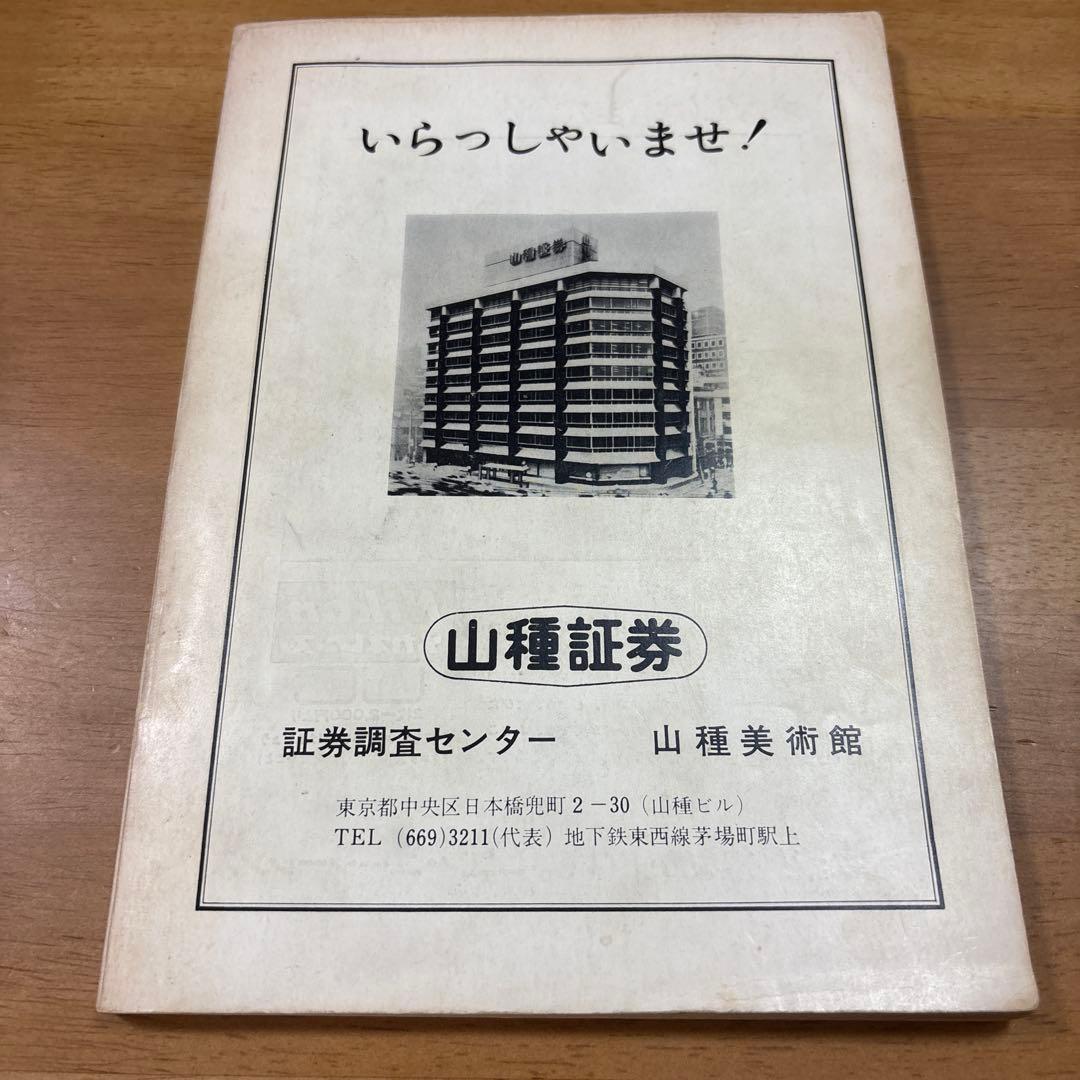 いらっしゃいませ!
山種証券
山種証券
証券調査センター 山種美術館
東京都中央区日本橋兜町2-30(山種ビル)
TEL (669)3211(代表) 地下鉄東西線茅場町駅上